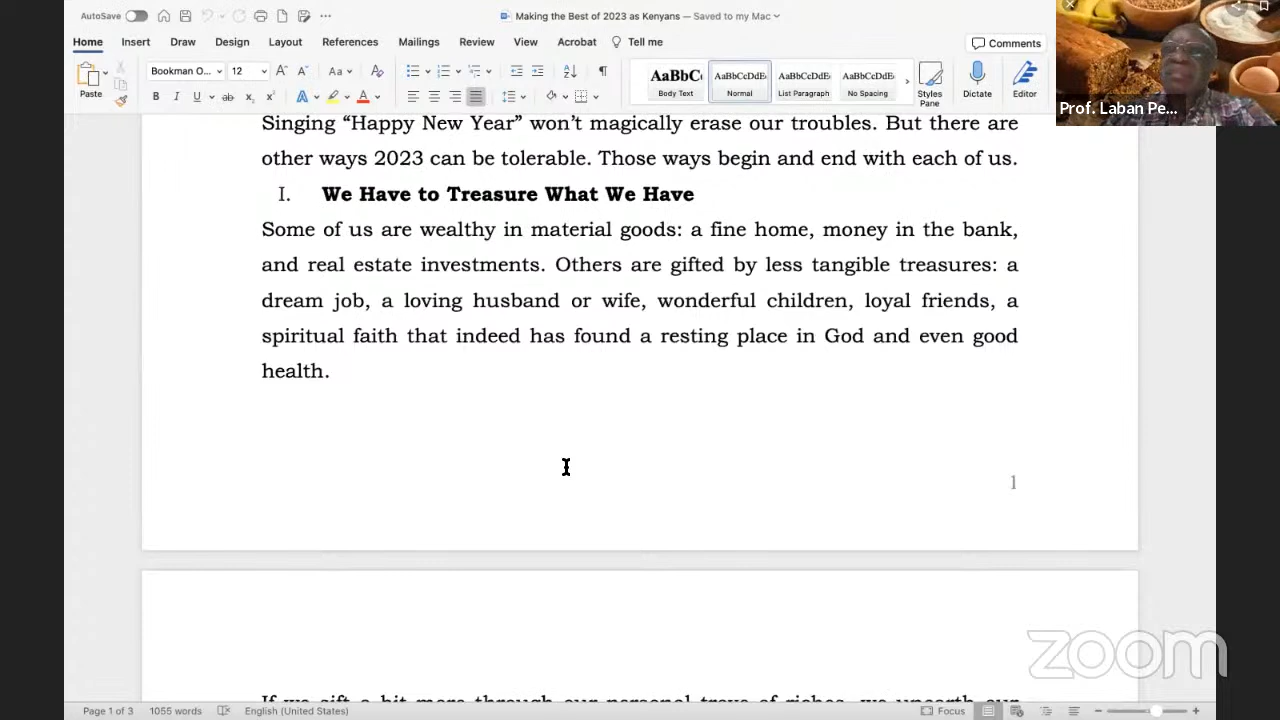 AutoSave
Making the Best of 2023 as Kenyans — Saved to my Mac
Home Insert Draw Design Layout References Mailings Review View Acrobat Tell me
Comments
Paste
Bookman O... 12 A A Aa A
B I U ab x x A A
AaBbC AaBbCcDdE AaBbCcDdE AaBbCcDdE
Body Text Normal List Paragraph No Spacing
Styles Pane
Dictate
Editor
Prof. Laban Pe...
Singing “Happy New Year” won’t magically erase our troubles. But there are
other ways 2023 can be tolerable. Those ways begin and end with each of us.
I. We Have to Treasure What We Have
Some of us are wealthy in material goods: a fine home, money in the bank,
and real estate investments. Others are gifted by less tangible treasures: a
dream job, a loving husband or wife, wonderful children, loyal friends, a
spiritual faith that indeed has found a resting place in God and even good
health.
1
zoom
Page 1 of 3 1055 words English (United States) Focus